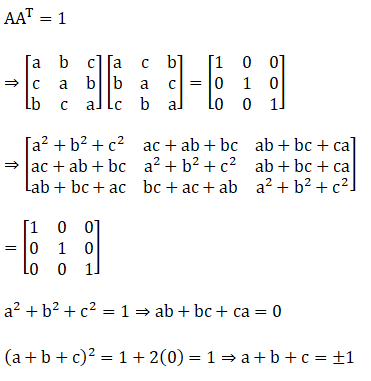 AAᵀ = 1
⇒ [a b c; c a b; b c a] [a c b; b a c; c b a] = [1 0 0; 0 1 0; 0 0 1]
⇒ [a² + b² + c² ac + ab + bc ab + bc + ca; ac + ab + bc a² + b² + c² ab + bc + ca; ab + bc + ac bc + ac + ab a² + b² + c²]
= [1 0 0; 0 1 0; 0 0 1]
a² + b² + c² = 1 ⇒ ab + bc + ca = 0
(a + b + c)² = 1 + 2(0) = 1 ⇒ a + b + c = ±1